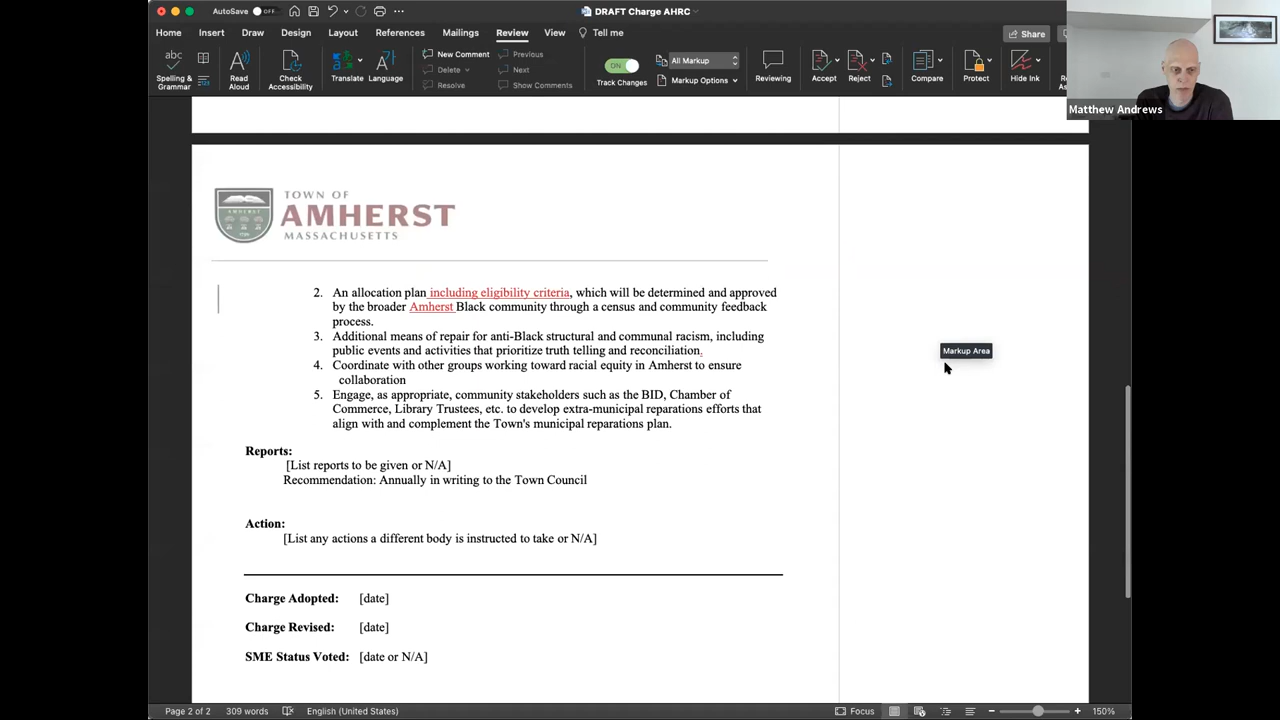 AutoSave OFF
DRAFT Charge AHRC
Home Insert Draw Design Layout References Mailings Review View Tell me
Share
Spelling & Grammar
Read Aloud
Check Accessibility
Translate
Language
New Comment
Delete
Resolve
Previous
Next
Show Comments
ON
Track Changes
All Markup
Markup Options
Reviewing
Accept
Reject
Compare
Protect
Hide Ink
Matthew Andrews
TOWN OF
AMHERST
MASSACHUSETTS
AMHERST
2. An allocation plan including eligibility criteria, which will be determined and approved
by the broader Amherst Black community through a census and community feedback
process.
3. Additional means of repair for anti-Black structural and communal racism, including
public events and activities that prioritize truth telling and reconciliation.
4. Coordinate with other groups working toward racial equity in Amherst to ensure
collaboration
5. Engage, as appropriate, community stakeholders such as the BID, Chamber of
Commerce, Library Trustees, etc. to develop extra-municipal reparations efforts that
align with and complement the Town's municipal reparations plan.
Markup Area
Reports:
[List reports to be given or N/A]
Recommendation: Annually in writing to the Town Council
Action:
[List any actions a different body is instructed to take or N/A]
Charge Adopted: [date]
Charge Revised: [date]
SME Status Voted: [date or N/A]
Page 2 of 2 309 words English (United States) Focus 150%